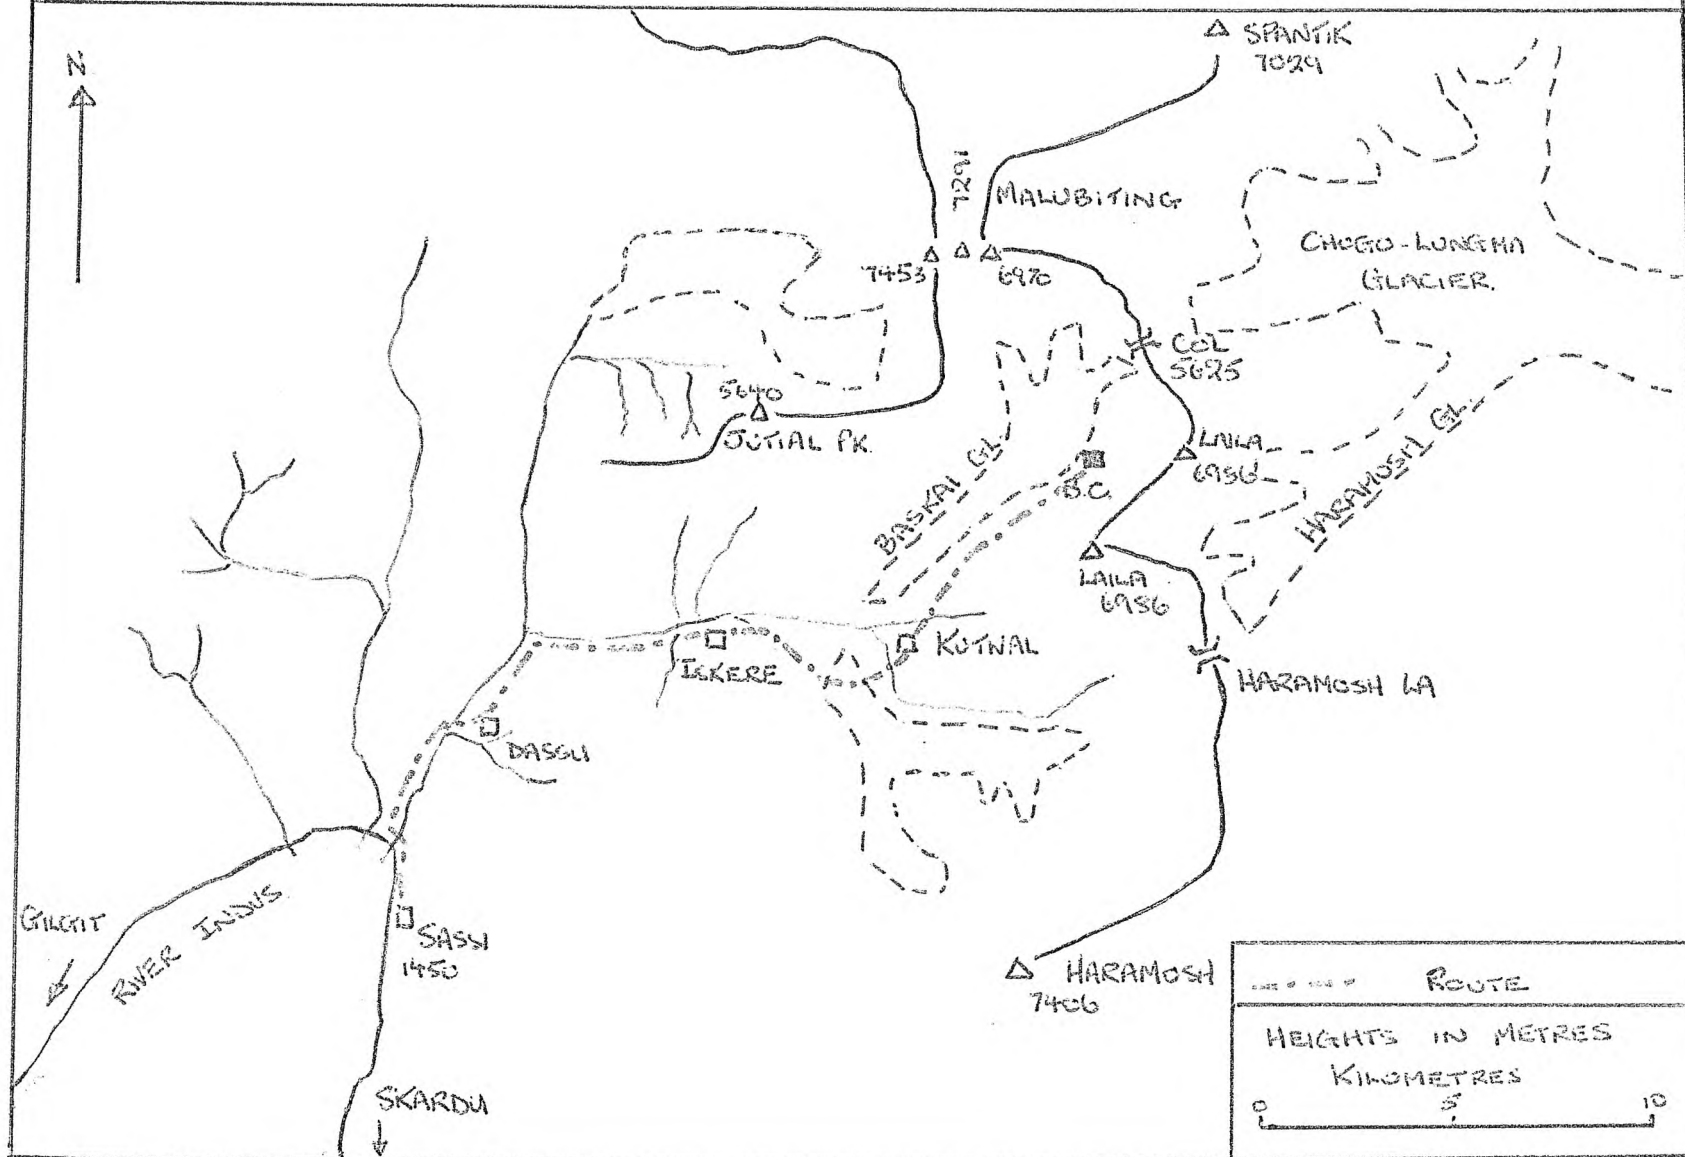 N
SPANTIK
7029
7291
MALUBITING
7453
6970
CHOGO-LUNGMA
GLACIER.
COL
5625
5640
JUTIAL PK.
LAILA
6986
BASKAI GL.
B.C.
HARAMOSH GL.
LAILA
6986
KUTWAL
ISKERE
HARAMOSH LA
DASSU
GILGIT
RIVER INDUS.
SASSI
1450
HARAMOSH
7406
ROUTE
HEIGHTS IN METRES
KILOMETRES
0 5 10
SKARDU